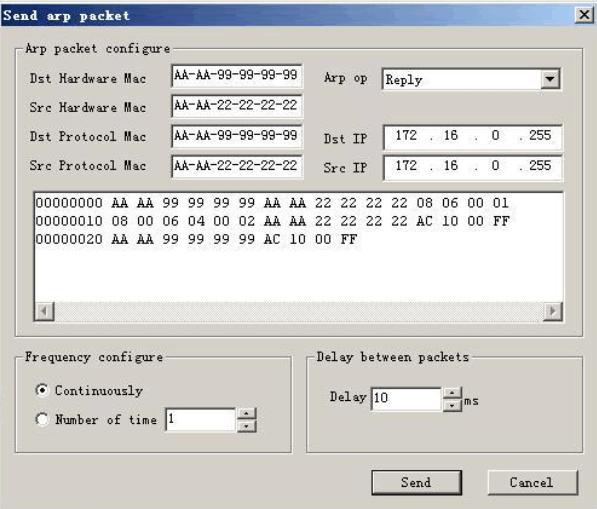 Send arp packet
Arp packet configure
Dst Hardware Mac AA-AA-99-99-99-99 Arp op Reply
Src Hardware Mac AA-AA-22-22-22-22
Dst Protocol Mac AA-AA-99-99-99-99 Dst IP 172 . 16 . 0 . 255
Src Protocol Mac AA-AA-22-22-22-22 Src IP 172 . 16 . 0 . 255
00000000 AA AA 99 99 99 99 AA AA 22 22 22 22 08 06 00 01
00000010 08 00 06 04 00 02 AA AA 22 22 22 22 AC 10 00 FF
00000020 AA AA 99 99 99 99 AC 10 00 FF
Frequency configure Delay between packets
Continuously Delay 10 ms
Number of time 1
Send Cancel